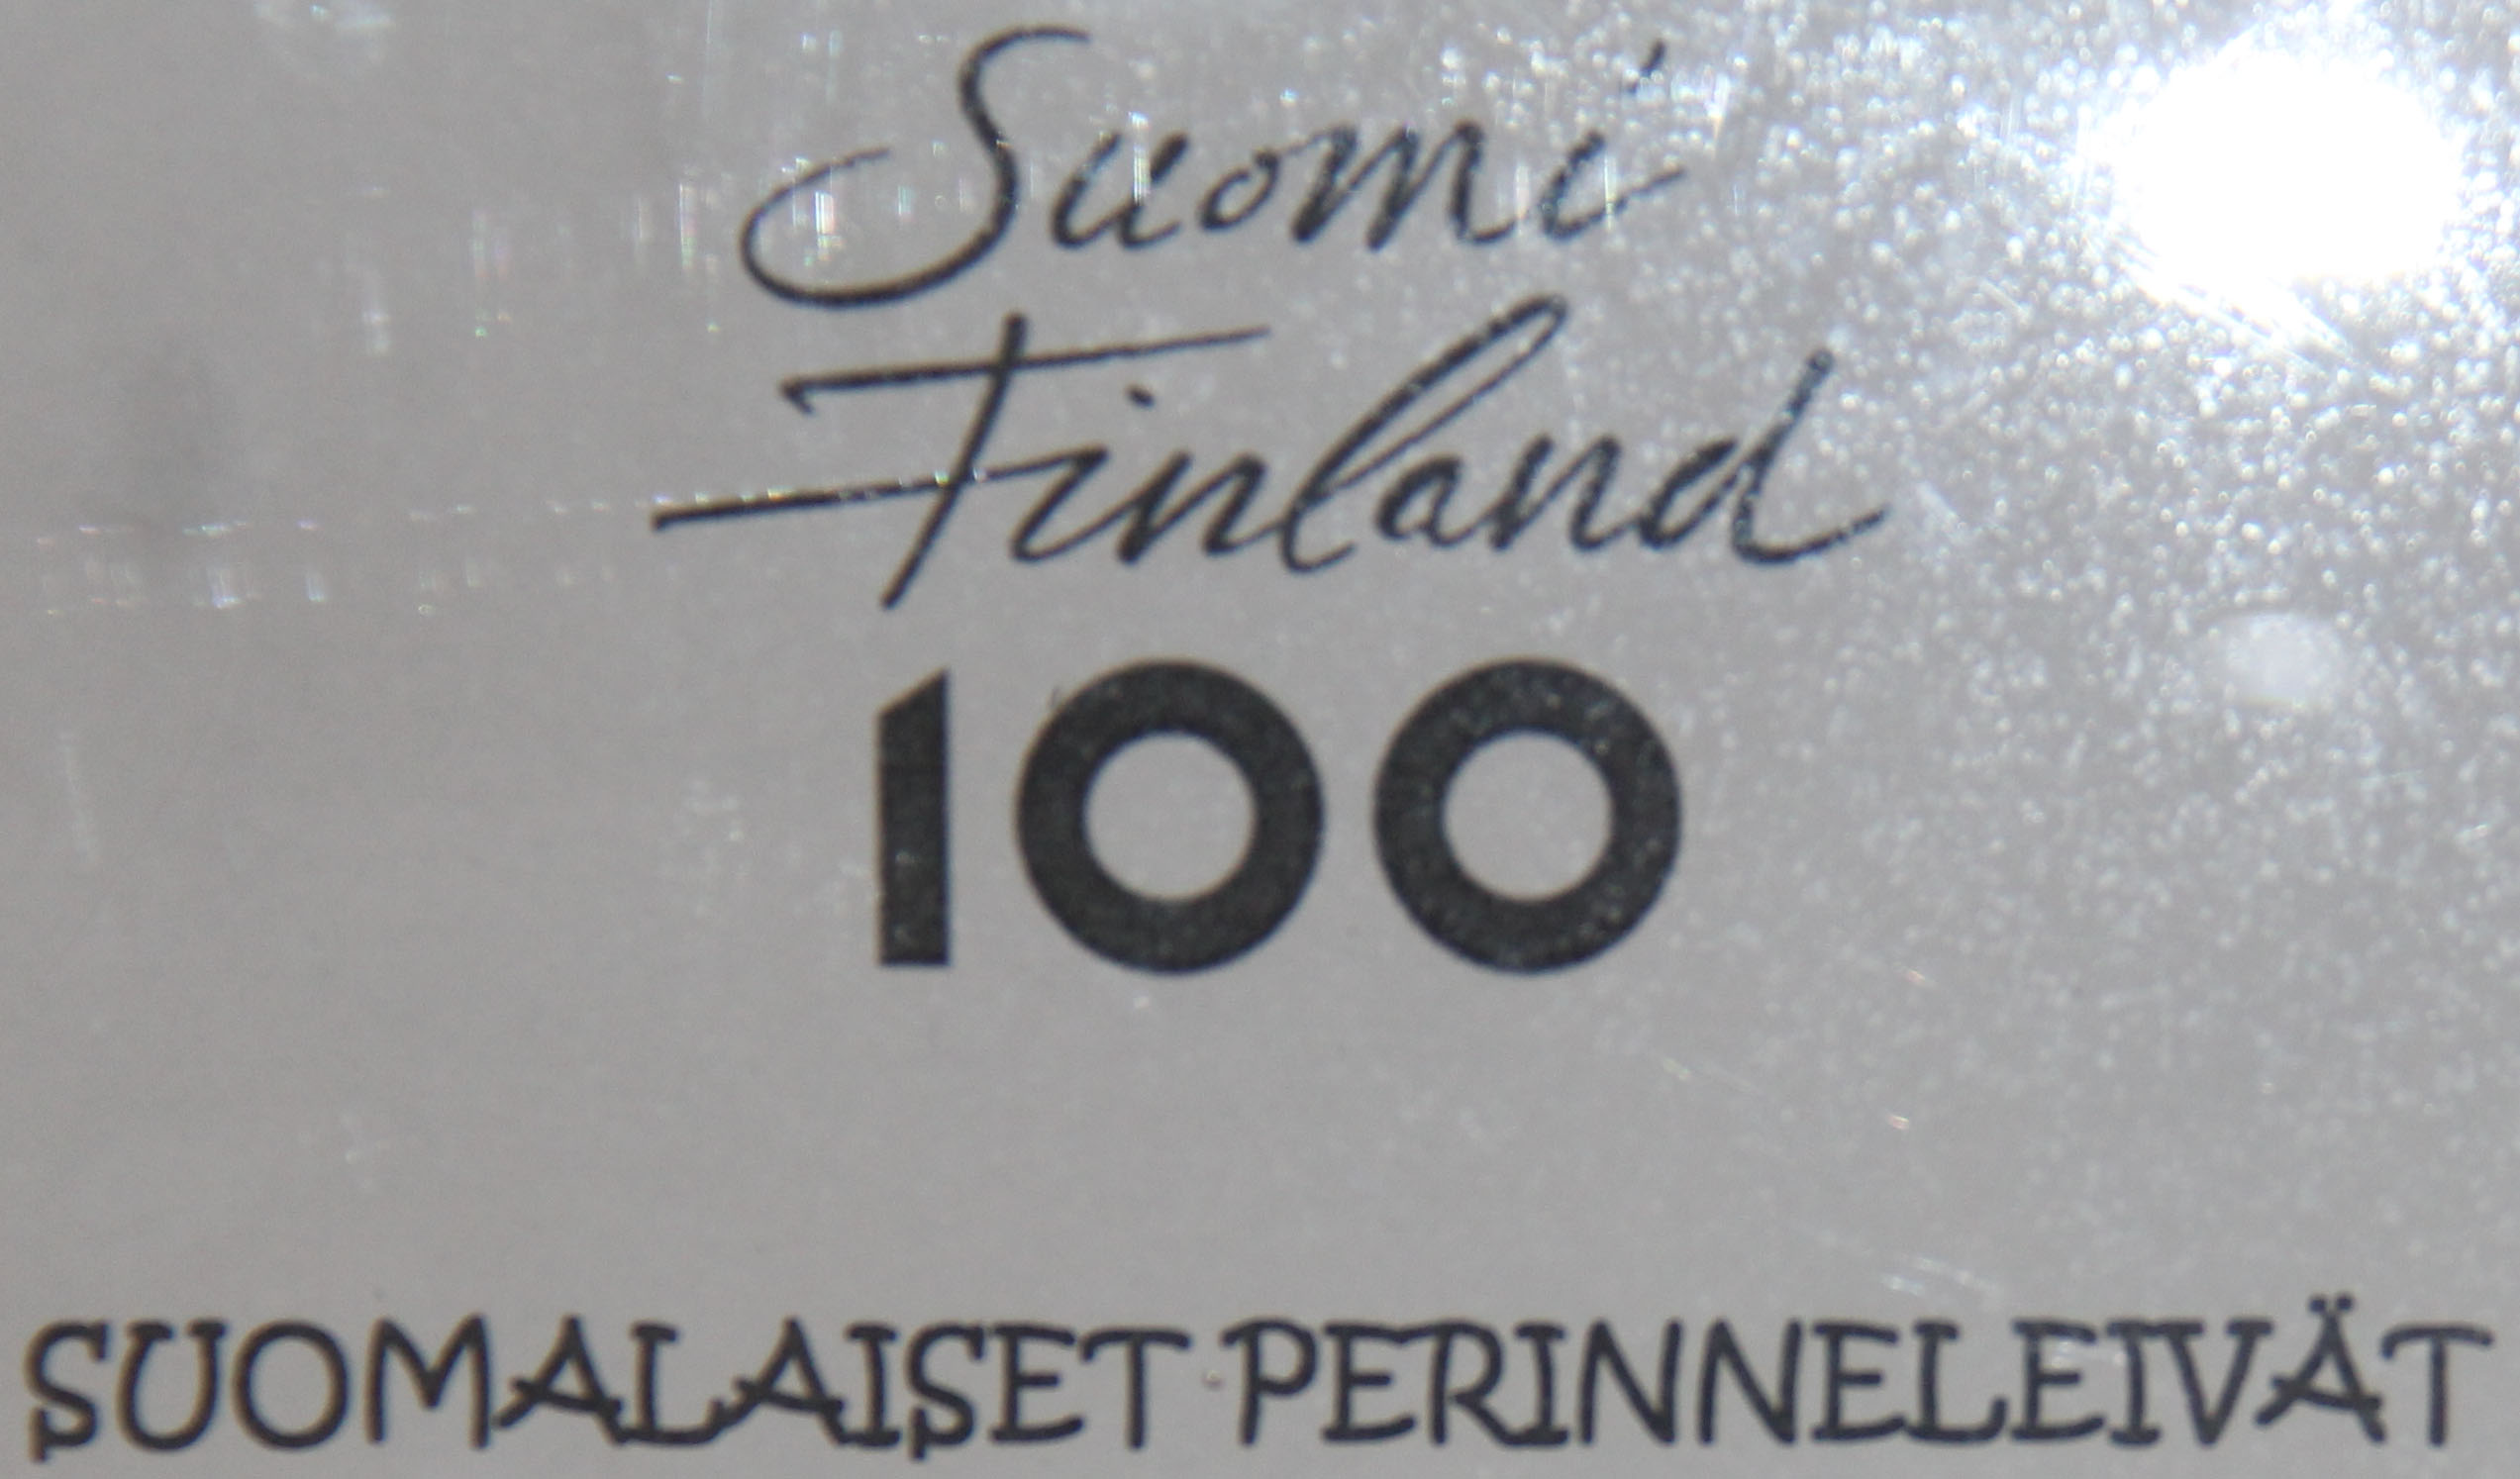 Suomi
Finland
100
SUOMALAISET PERINNELEIVÄT